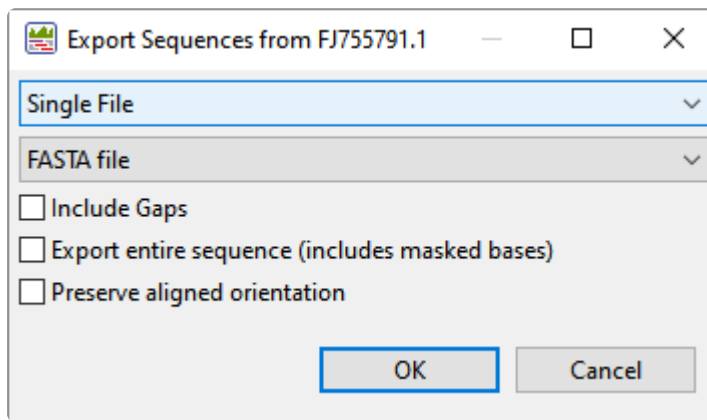 Export Sequences from FJ755791.1
Single File
FASTA file
Include Gaps
Export entire sequence (includes masked bases)
Preserve aligned orientation
OK Cancel